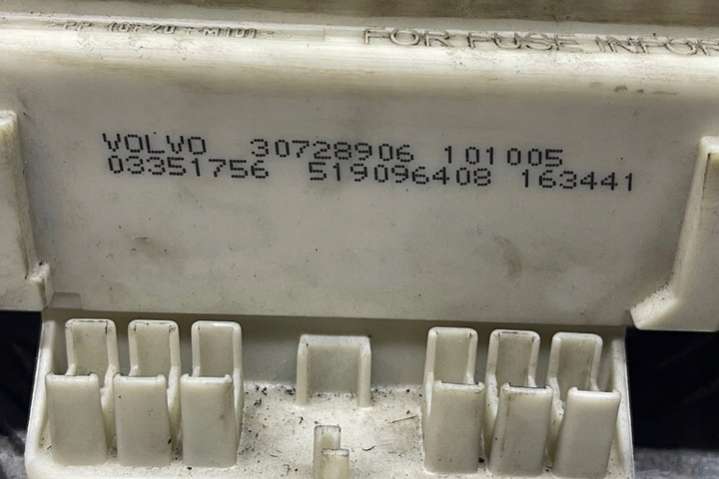 FOR FUSE INFOR
VOLVO 30728906 101005
03351756 519096408 163441